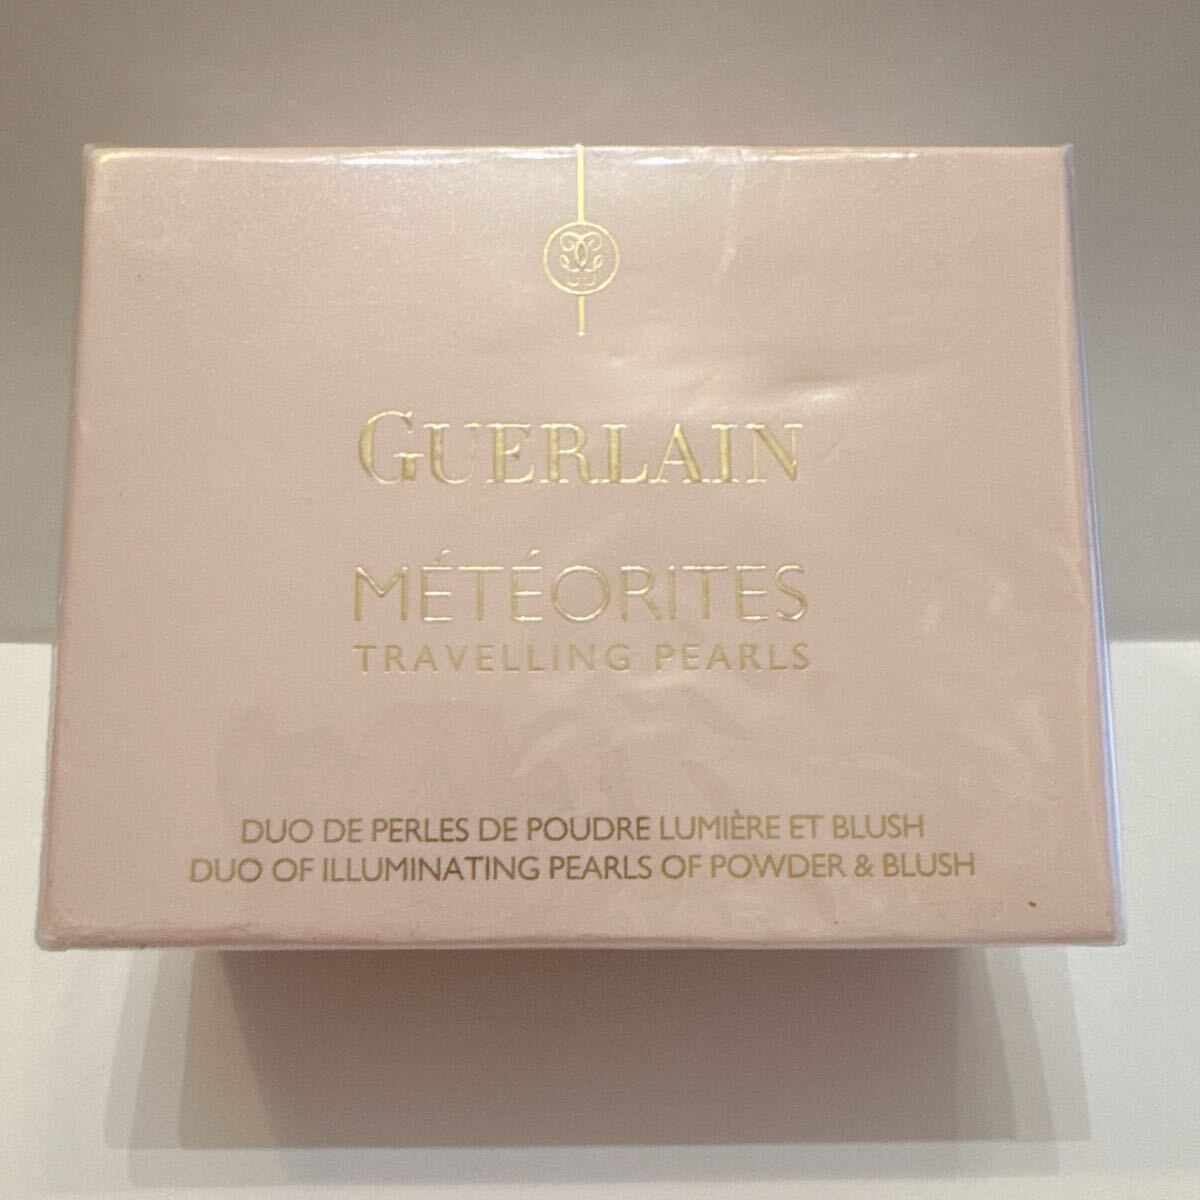 GUERLAIN
MÉTÉORITES
TRAVELLING PEARLS
DUO DE PERLES DE POUDRE LUMIÈRE ET BLUSH
DUO OF ILLUMINATING PEARLS OF POWDER & BLUSH